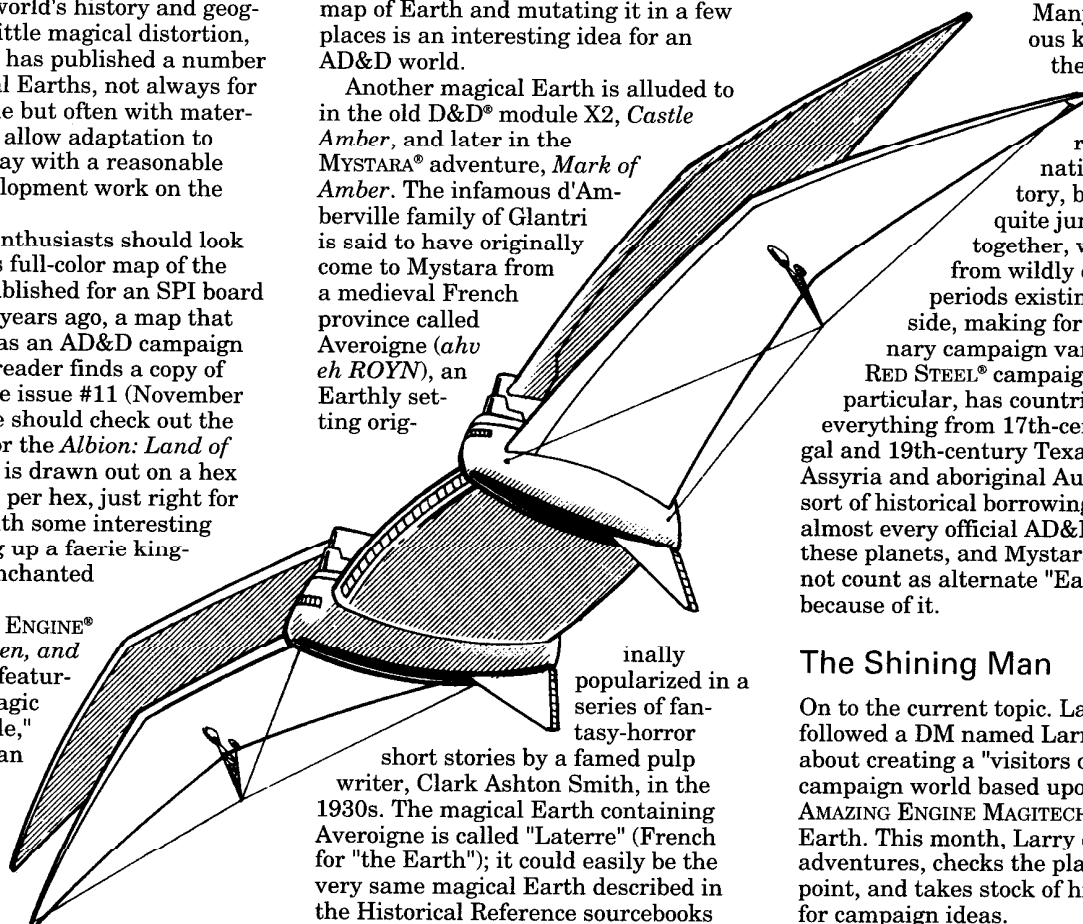 world's history and geog-
ittle magical distortion,
has published a number
l Earths, not always for
e but often with mater-
allow adaptation to
ay with a reasonable
lopment work on the
nthusiasts should look
s full-color map of the
blished for an SPI board
years ago, a map that
as an AD&D campaign
reader finds a copy of
e issue #11 (November
e should check out the
or the Albion: Land of
is drawn out on a hex
per hex, just right for
th some interesting
g up a faerie king-
nchanted
ENGINE®
en, and
featur-
agic
le,"
an
map of Earth and mutating it in a few
places is an interesting idea for an
AD&D world.
Another magical Earth is alluded to
in the old D&D® module X2, Castle
Amber, and later in the
MYSTARA® adventure, Mark of
Amber. The infamous d'Am-
berville family of Glantri
is said to have originally
come to Mystara from
a medieval French
province called
Averoigne (ahv
eh ROYN), an
Earthly set-
ting orig-
inally
popularized in a
series of fan-
tasy-horror
short stories by a famed pulp
writer, Clark Ashton Smith, in the
1930s. The magical Earth containing
Averoigne is called "Laterre" (French
for "the Earth"); it could easily be the
very same magical Earth described in
the Historical Reference sourcebooks
Many
ous k
the
r
nati
tory, b
quite jum
together, w
from wildly
periods existin
side, making for
nary campaign var
RED STEEL® campaig
particular, has countri
everything from 17th-cen
gal and 19th-century Texa
Assyria and aboriginal Au
sort of historical borrowing
almost every official AD&D
these planets, and Mystara
not count as alternate "Ea
because of it.
The Shining Man
On to the current topic. La
followed a DM named Larr
about creating a "visitors o
campaign world based upo
AMAZING ENGINE MAGITECH
Earth. This month, Larry
adventures, checks the pla
point, and takes stock of hi
for campaign ideas.